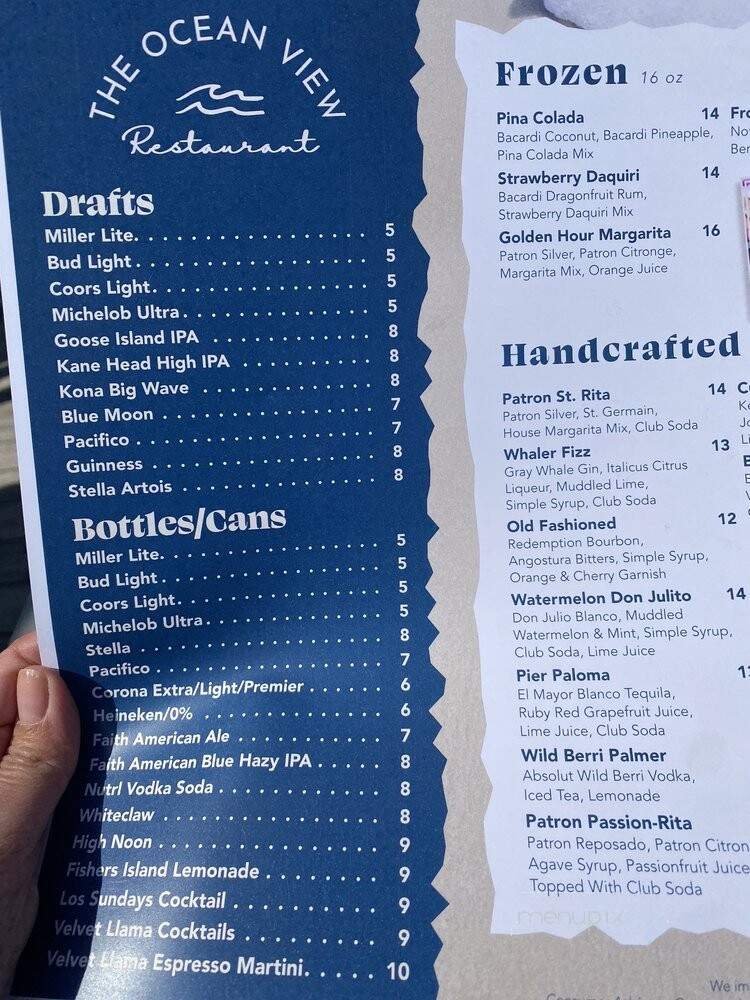 THE OCEAN VIEW
Restaurant
Drafts
Miller Lite. . . . . . . . . . . . . . . . . . 5
Bud Light . . . . . . . . . . . . . . . . . . 5
Coors Light. . . . . . . . . . . . . . . . . 5
Michelob Ultra . . . . . . . . . . . . . . . 5
Goose Island IPA . . . . . . . . . . . . . 8
Kane Head High IPA . . . . . . . . . . . 8
Kona Big Wave . . . . . . . . . . . . . . 8
Blue Moon . . . . . . . . . . . . . . . . . 7
Pacifico . . . . . . . . . . . . . . . . . . . 7
Guinness . . . . . . . . . . . . . . . . . . 8
Stella Artois . . . . . . . . . . . . . . . . 8
Bottles/Cans
Miller Lite. . . . . . . . . . . . . . . . . . 5
Bud Light . . . . . . . . . . . . . . . . . . 5
Coors Light. . . . . . . . . . . . . . . . . 5
Michelob Ultra . . . . . . . . . . . . . . . 5
Stella . . . . . . . . . . . . . . . . . . . . 8
Pacifico . . . . . . . . . . . . . . . . . . . 7
Corona Extra/Light/Premier . . . . . . 6
Heineken/0% . . . . . . . . . . . . . . . 6
Faith American Ale . . . . . . . . . . . . 7
Faith American Blue Hazy IPA . . . . . 8
Nutrl Vodka Soda . . . . . . . . . . . . . 8
Whiteclaw . . . . . . . . . . . . . . . . . 8
High Noon . . . . . . . . . . . . . . . . . 9
Fishers Island Lemonade . . . . . . . . 9
Los Sundays Cocktail . . . . . . . . . . 9
Velvet Llama Cocktails . . . . . . . . . 9
Velvet Llama Espresso Martini. . . . . 10
Frozen 16 oz
Pina Colada 14
Bacardi Coconut, Bacardi Pineapple,
Pina Colada Mix
Strawberry Daquiri 14
Bacardi Dragonfruit Rum,
Strawberry Daquiri Mix
Golden Hour Margarita 16
Patron Silver, Patron Citronge,
Margarita Mix, Orange Juice
Handcrafted
Patron St. Rita 14
Patron Silver, St. Germain,
House Margarita Mix, Club Soda
Whaler Fizz 13
Gray Whale Gin, Italicus Citrus
Liqueur, Muddled Lime,
Simple Syrup, Club Soda
Old Fashioned 12
Redemption Bourbon,
Angostura Bitters, Simple Syrup,
Orange & Cherry Garnish
Watermelon Don Julito 14
Don Julio Blanco, Muddled
Watermelon & Mint, Simple Syrup,
Club Soda, Lime Juice
Pier Paloma
El Mayor Blanco Tequila,
Ruby Red Grapefruit Juice,
Lime Juice, Club Soda
Wild Berri Palmer
Absolut Wild Berri Vodka,
Iced Tea, Lemonade
Patron Passion-Rita
Patron Reposado, Patron Citron
Agave Syrup, Passionfruit Juice
Topped With Club Soda
We im